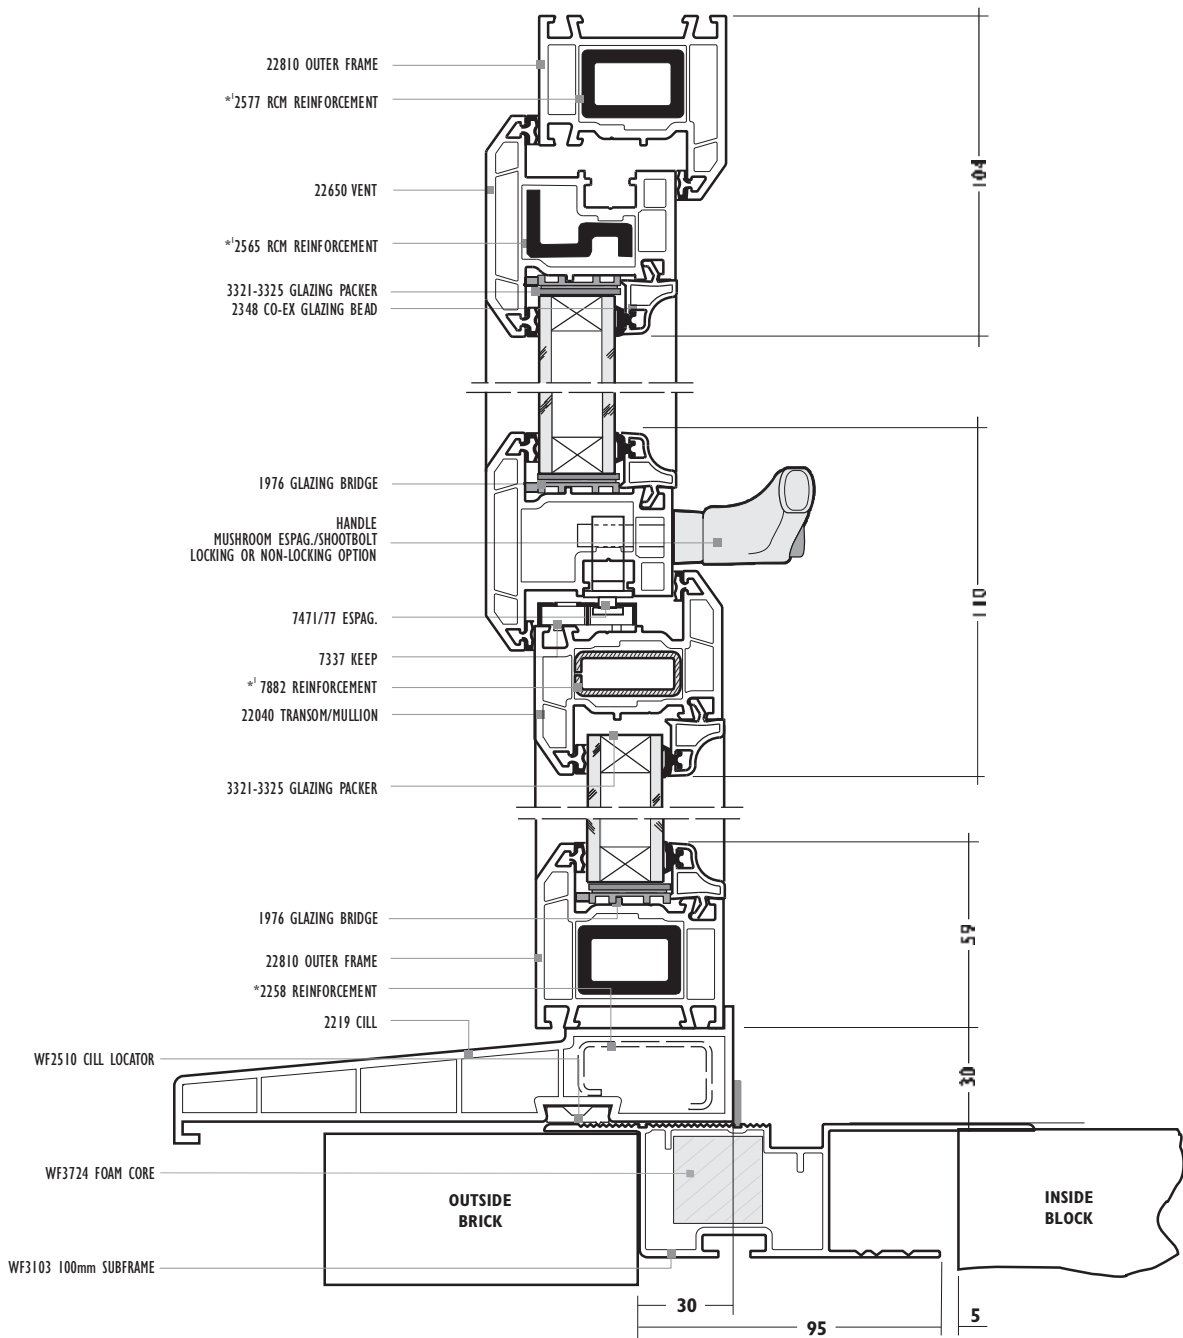 22810 OUTER FRAME
*¹2577 RCM REINFORCEMENT
22650 VENT
*¹2565 RCM REINFORCEMENT
3321-3325 GLAZING PACKER
2348 CO-EX GLAZING BEAD
104
1976 GLAZING BRIDGE
HANDLE
MUSHROOM ESPAG./SHOOTBOLT
LOCKING OR NON-LOCKING OPTION
7471/77 ESPAG.
110
7337 KEEP
*¹ 7882 REINFORCEMENT
22040 TRANSOM/MULLION
3321-3325 GLAZING PACKER
1976 GLAZING BRIDGE
59
22810 OUTER FRAME
*2258 REINFORCEMENT
2219 CILL
WF2510 CILL LOCATOR
30
WF3724 FOAM CORE
OUTSIDE
BRICK
INSIDE
BLOCK
WF3103 100mm SUBFRAME
30
95
5